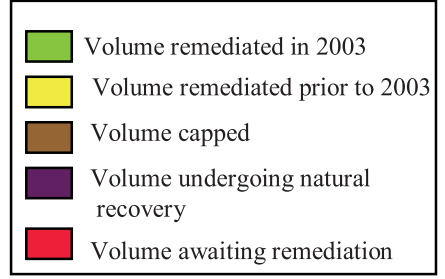 Volume remediated in 2003
Volume remediated prior to 2003
Volume capped
Volume undergoing natural
recovery
Volume awaiting remediation